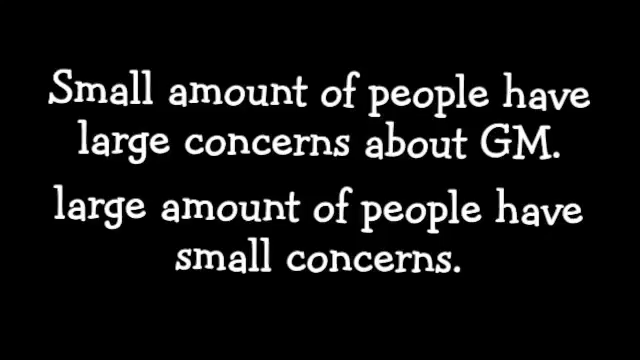 Small amount of people have
large concerns about GM.
large amount of people have
small concerns.